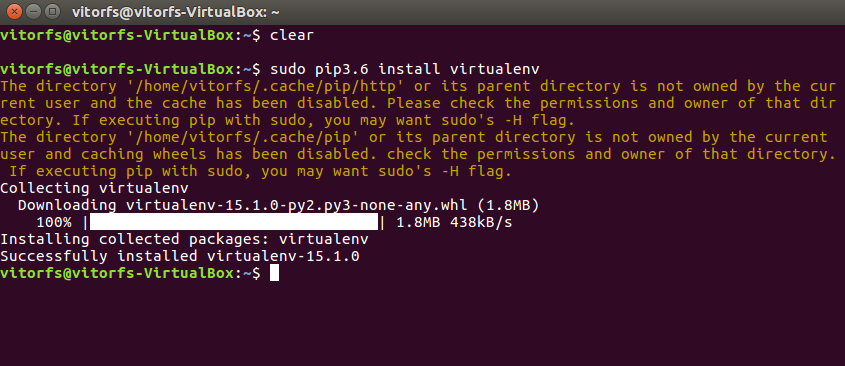 vitorfs@vitorfs-VirtualBox: ~
vitorfs@vitorfs-VirtualBox:~$ clear
vitorfs@vitorfs-VirtualBox:~$ sudo pip3.6 install virtualenv
The directory '/home/vitorfs/.cache/pip/http' or its parent directory is not owned by the cur
rent user and the cache has been disabled. Please check the permissions and owner of that dir
ectory. If executing pip with sudo, you may want sudo's -H flag.
The directory '/home/vitorfs/.cache/pip' or its parent directory is not owned by the current
user and caching wheels has been disabled. check the permissions and owner of that directory.
 If executing pip with sudo, you may want sudo's -H flag.
Collecting virtualenv
  Downloading virtualenv-15.1.0-py2.py3-none-any.whl (1.8MB)
    100% |████████████████████████████████| 1.8MB 438kB/s
Installing collected packages: virtualenv
Successfully installed virtualenv-15.1.0
vitorfs@vitorfs-VirtualBox:~$